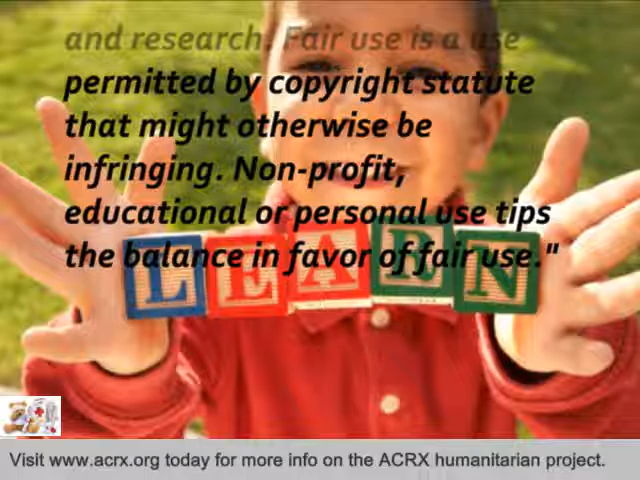 and research. Fair use is a use
permitted by copyright statute
that might otherwise be
infringing. Non-profit,
educational or personal use tips
the balance in favor of fair use."
L E A R N
Visit www.acrx.org today for more info on the ACRX humanitarian project.